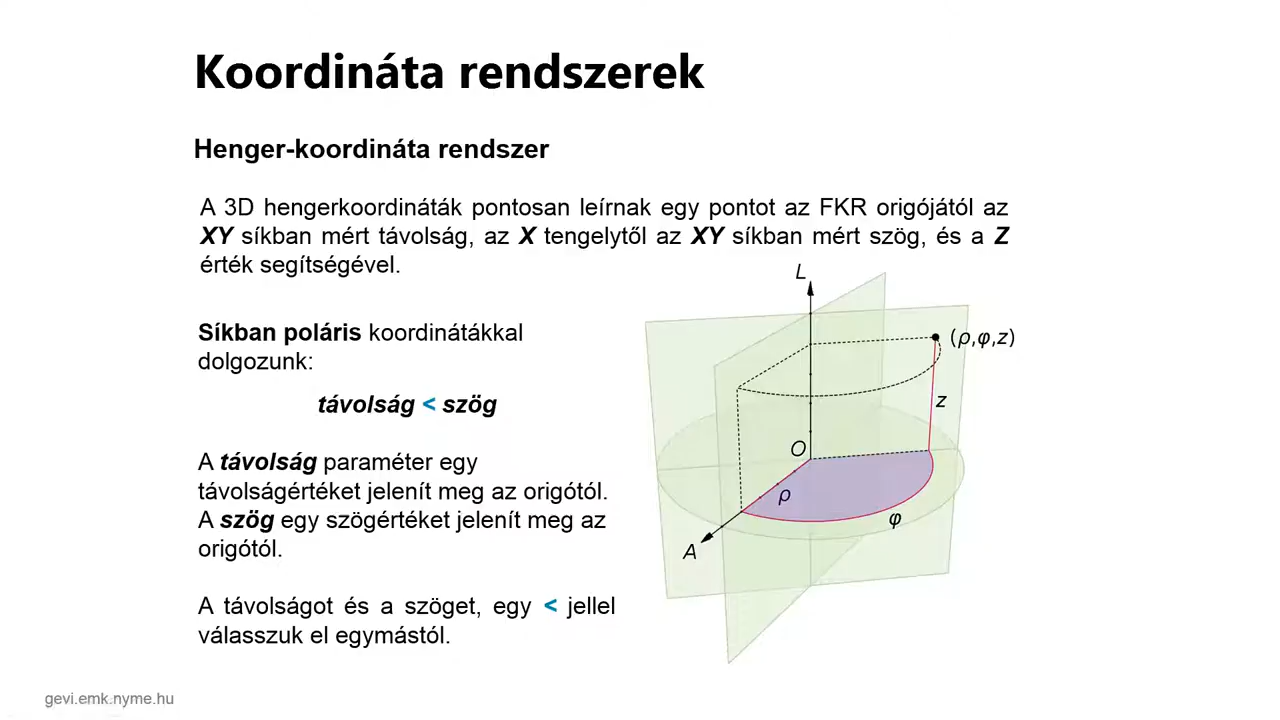 Koordináta rendszerek
Henger-koordináta rendszer
A 3D hengerkoordináták pontosan leírnak egy pontot az FKR origójától az
XY síkban mért távolság, az X tengelytől az XY síkban mért szög, és a Z
érték segítségével.
Síkban poláris koordinátákkal
dolgozunk:
távolság < szög
A távolság paraméter egy
távolságértéket jelenít meg az origótól.
A szög egy szögértéket jelenít meg az
origótól.
A távolságot és a szöget, egy < jellel
válasszuk el egymástól.
L
(ρ,φ,z)
z
O
ρ
φ
A
gevi.emk.nyme.hu